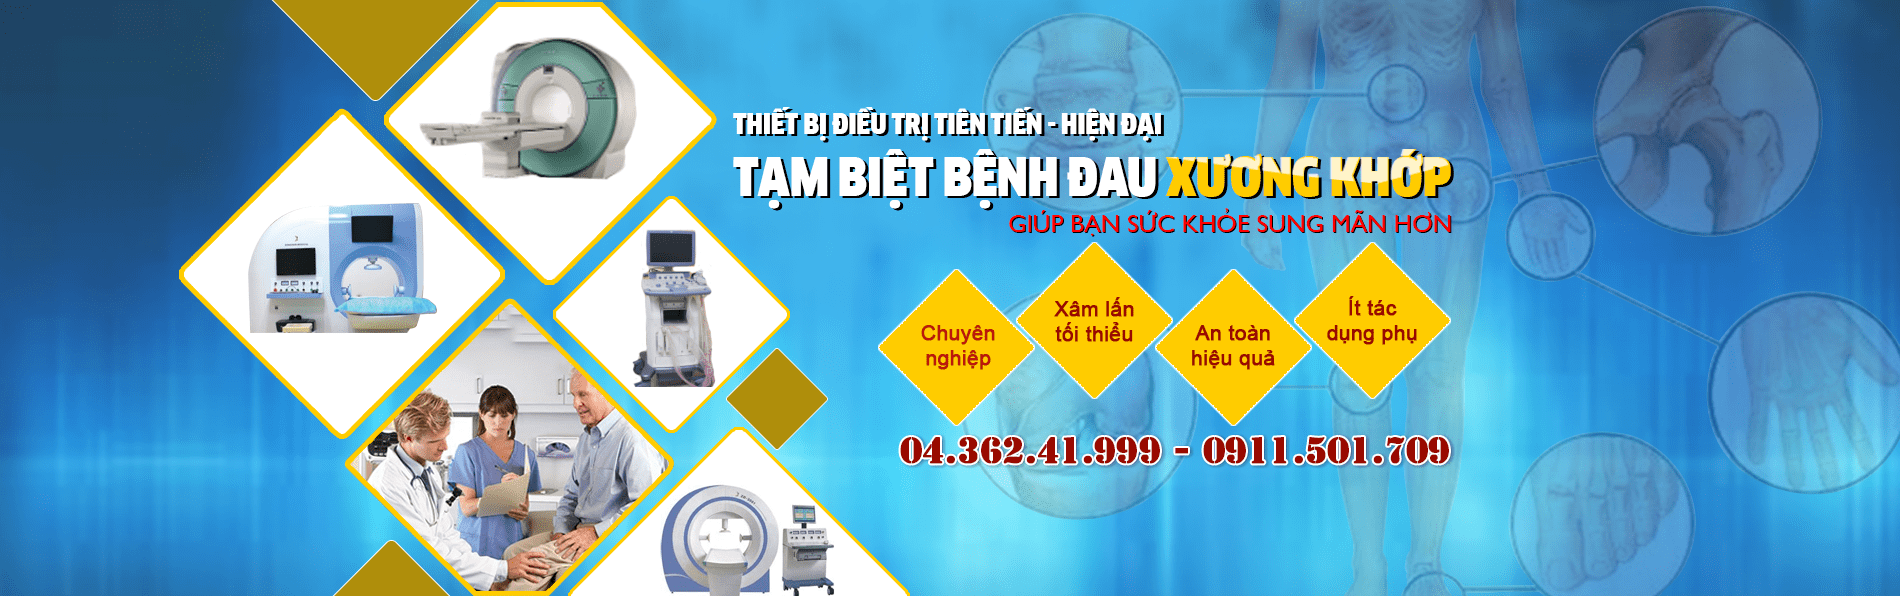 THIẾT BỊ ĐIỀU TRỊ TIÊN TIẾN - HIỆN ĐẠI
TẠM BIỆT BỆNH ĐAU XƯƠNG KHỚP
GIÚP BẠN SỨC KHỎE SUNG MÃN HƠN
Chuyên
nghiệp
Xâm lấn
tối thiểu
An toàn
hiệu quả
Ít tác
dụng phụ
04.362.41.999 - 0911.501.709